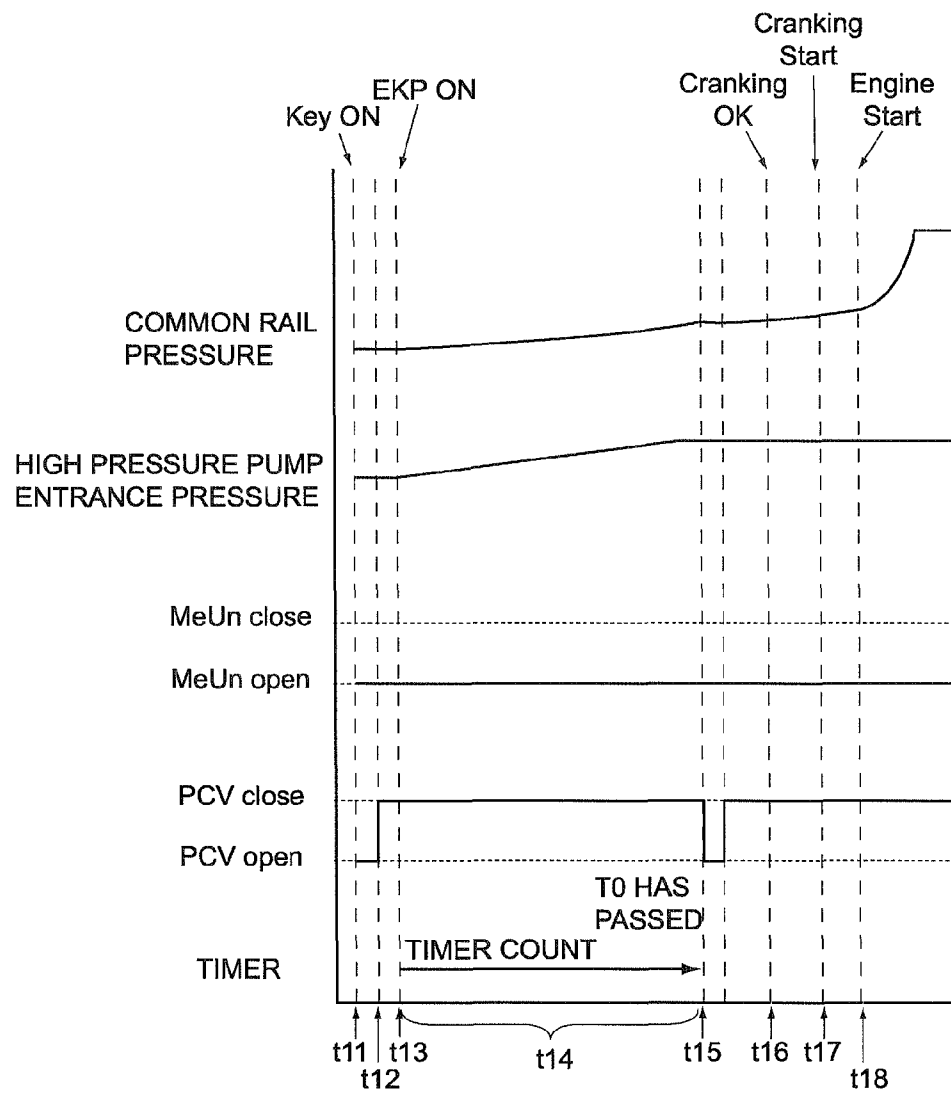 Cranking
Start
EKP ON
Cranking
OK
Engine
Start
Key ON
COMMON RAIL
PRESSURE
HIGH PRESSURE PUMP
ENTRANCE PRESSURE
MeUn close
MeUn open
PCV close
PCV open
T0 HAS
PASSED
TIMER COUNT
TIMER
t11
t12
t13
t14
t15
t16
t17
t18